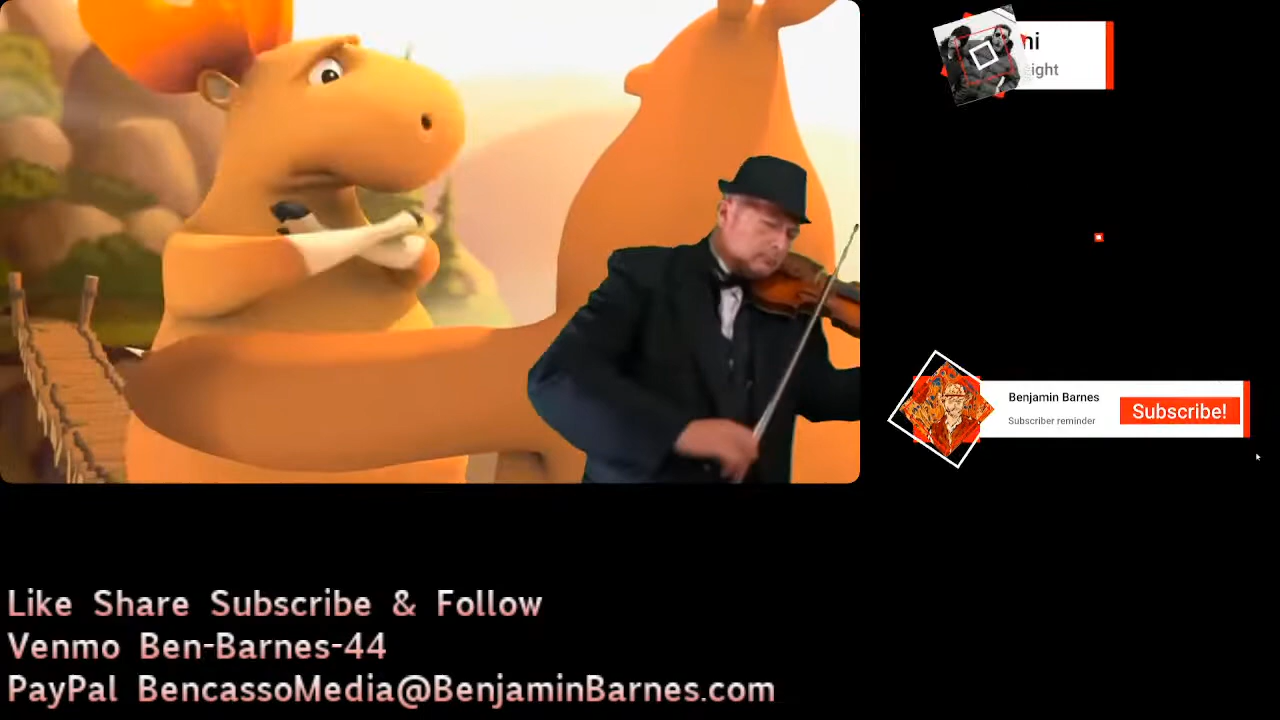 Benjamin Barnes
Subscriber reminder
Subscribe!
Like Share Subscribe & Follow
Venmo Ben-Barnes-44
PayPal BencassoMedia@BenjaminBarnes.com